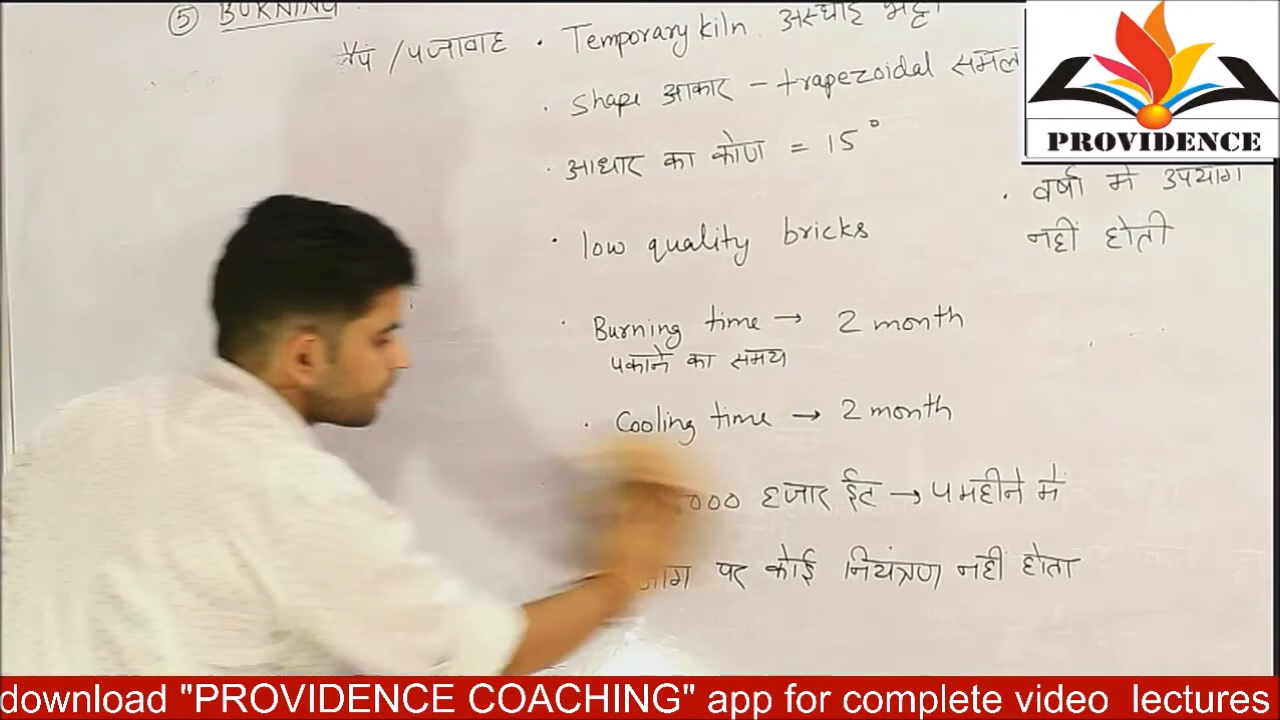 ⑤ BURNING
/ पजावाह • Temporary kiln अस्थाई भट्टा
• Shape आकार - trapezoidal समल
• आधार का कोण = 15°
• low quality bricks
• Burning time → 2 month
पकाने का समय
• Cooling time → 2 month
000 हजार ईट → 4 महीने में
आग पर कोई नियंत्रण नहीं होता
• वर्षा मे उपयोग
नहीं होती
PROVIDENCE
download "PROVIDENCE COACHING" app for complete video lectures